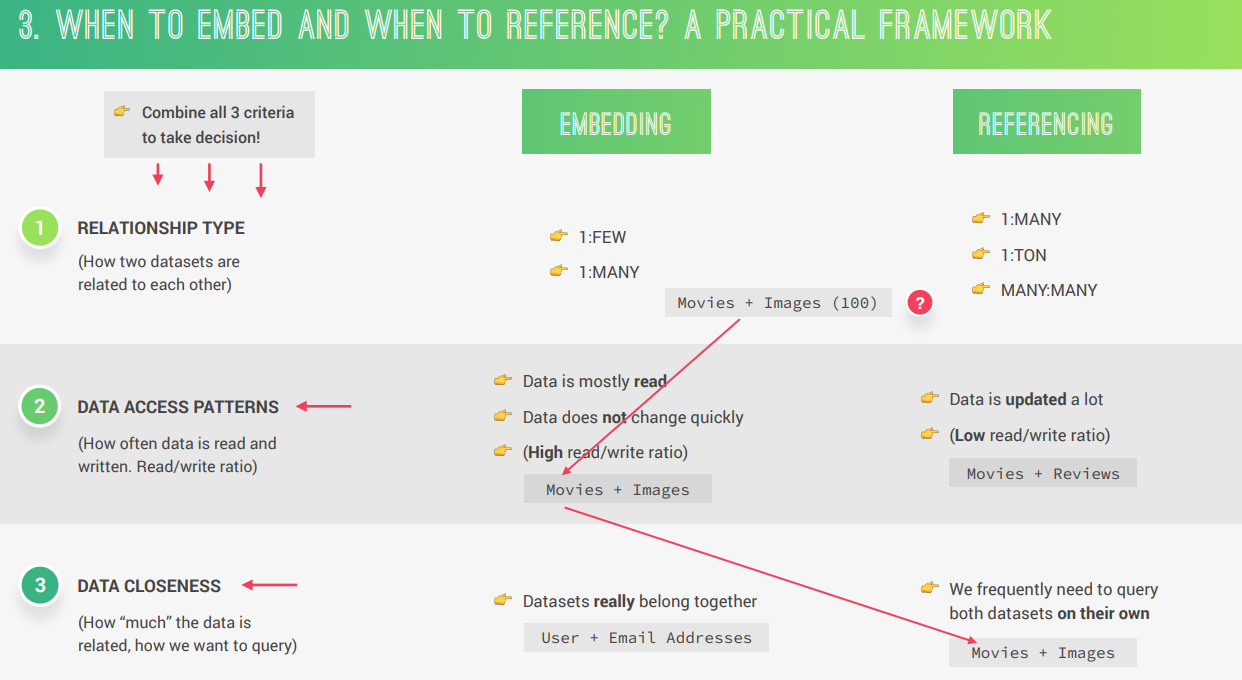 3. WHEN TO EMBED AND WHEN TO REFERENCE? A PRACTICAL FRAMEWORK
Combine all 3 criteria
to take decision!
EMBEDDING
REFERENCING
1
RELATIONSHIP TYPE
(How two datasets are
related to each other)
1:FEW
1:MANY
Movies + Images (100)
?
1:MANY
1:TON
MANY:MANY
2
DATA ACCESS PATTERNS
(How often data is read and
written. Read/write ratio)
Data is mostly read
Data does not change quickly
(High read/write ratio)
Movies + Images
Data is updated a lot
(Low read/write ratio)
Movies + Reviews
3
DATA CLOSENESS
(How “much” the data is
related, how we want to query)
Datasets really belong together
User + Email Addresses
We frequently need to query
both datasets on their own
Movies + Images